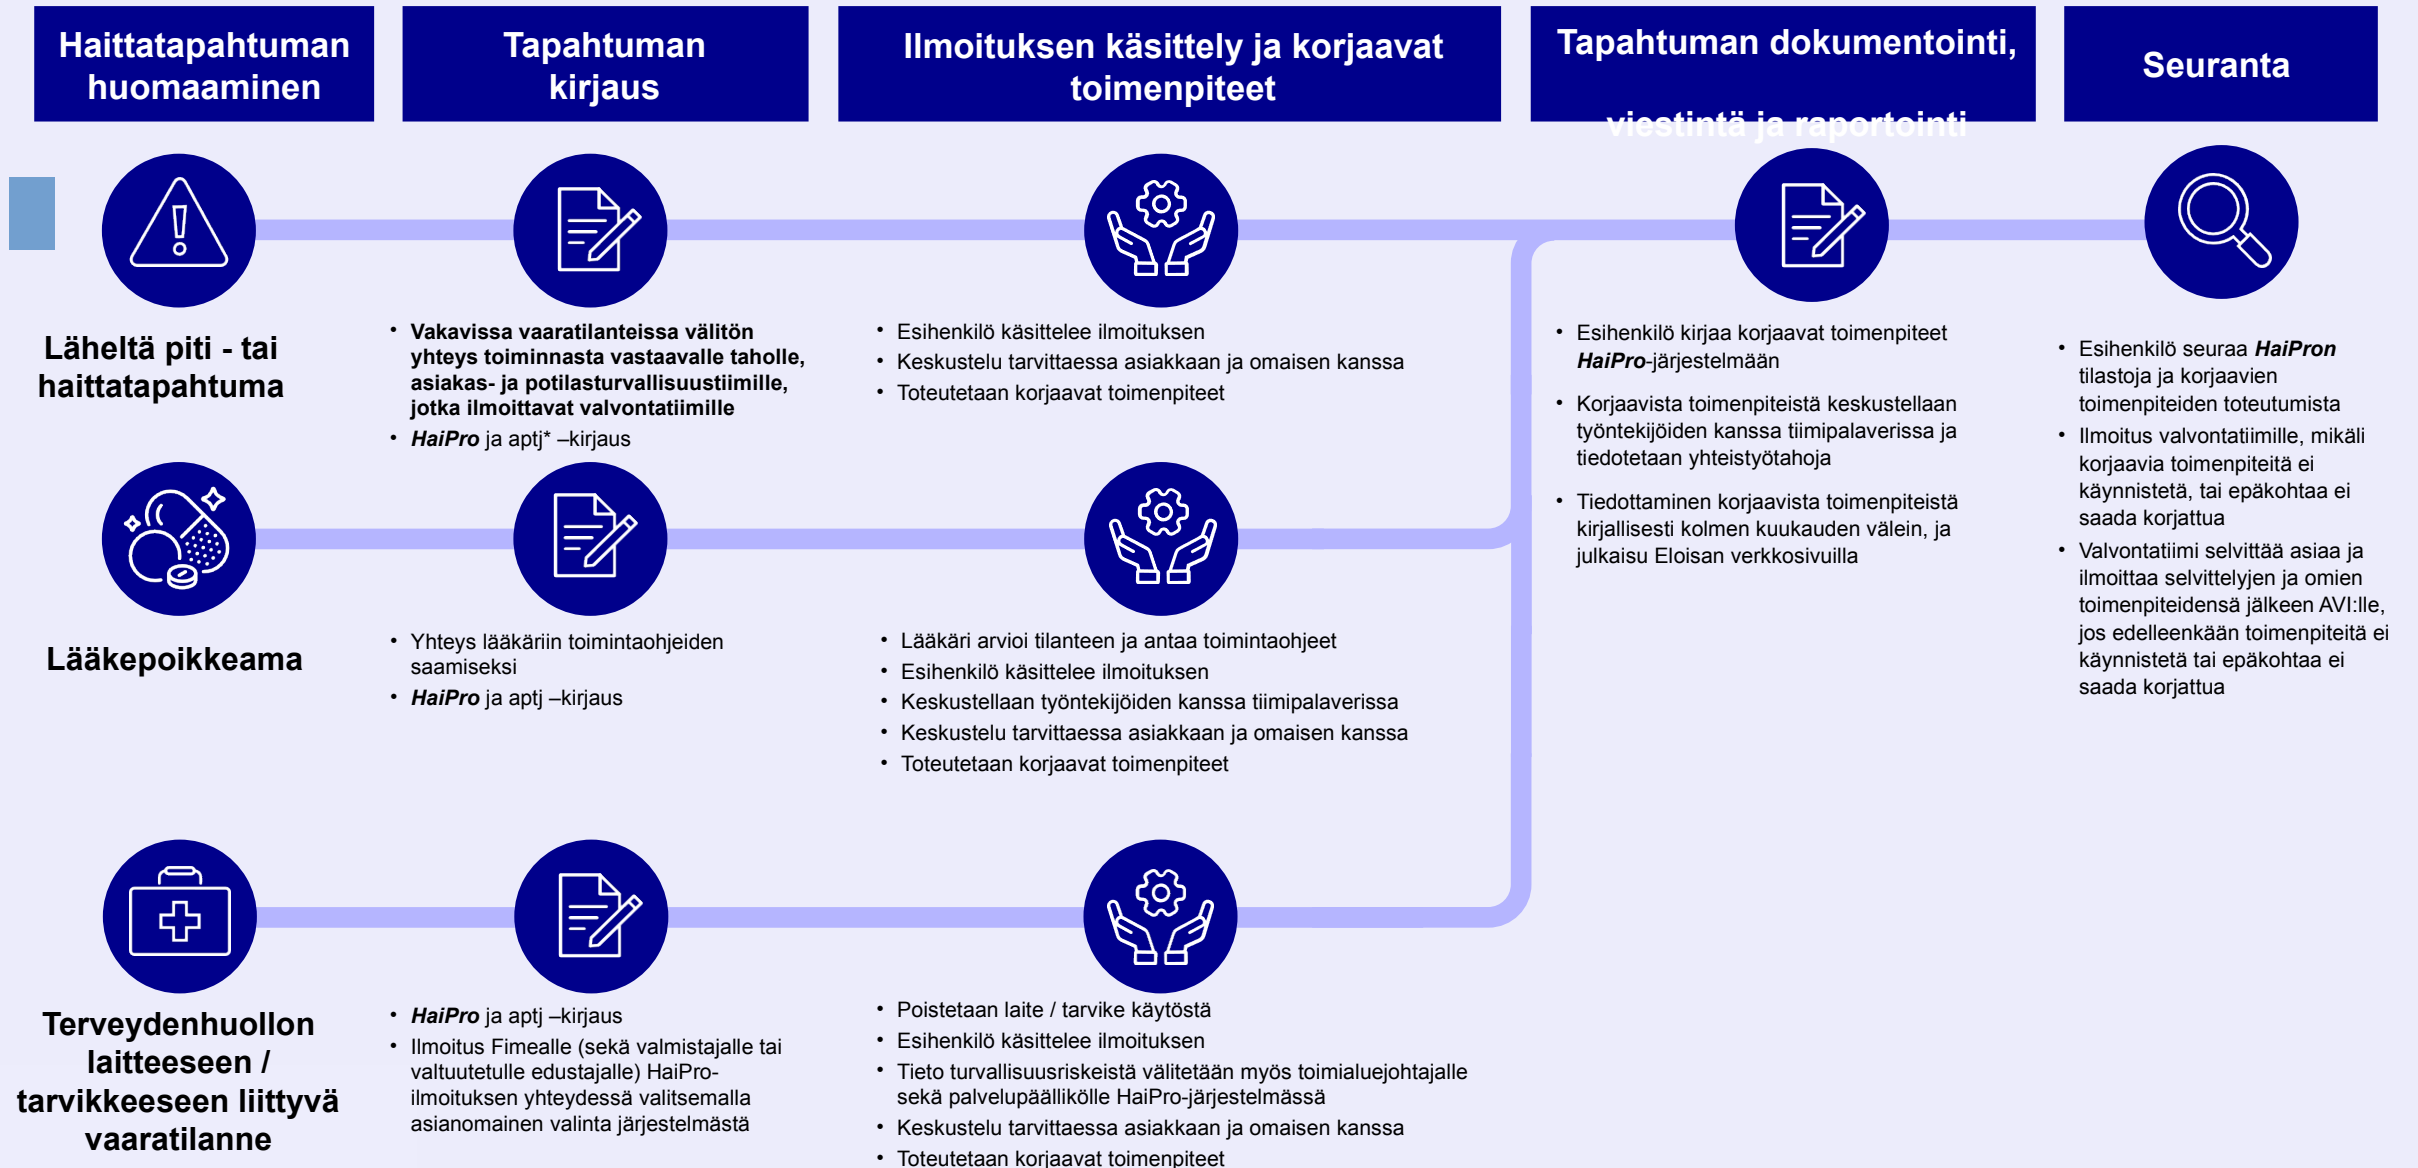 Haittatapahtuman
huomaaminen
Tapahtuman
kirjaus
Ilmoituksen käsittely ja korjaavat
toimenpiteet
Tapahtuman dokumentointi,
viestintä ja raportointi
Seuranta
Läheltä piti - tai
haittatapahtuma
• Vakavissa vaaratilanteissa välitön
yhteys toiminnasta vastaavalle taholle,
asiakas- ja potilasturvallisuustiimille,
jotka ilmoittavat valvontatiimille
• HaiPro ja aptj* –kirjaus
• Esihenkilö käsittelee ilmoituksen
• Keskustelu tarvittaessa asiakkaan ja omaisen kanssa
• Toteutetaan korjaavat toimenpiteet
• Esihenkilö kirjaa korjaavat toimenpiteet
HaiPro-järjestelmään
• Korjaavista toimenpiteistä keskustellaan
työntekijöiden kanssa tiimipalaverissa ja
tiedotetaan yhteistyötahoja
• Tiedottaminen korjaavista toimenpiteistä
kirjallisesti kolmen kuukauden välein, ja
julkaisu Eloisan verkkosivuilla
• Esihenkilö seuraa HaiPron
tilastoja ja korjaavien
toimenpiteiden toteutumista
• Ilmoitus valvontatiimille, mikäli
korjaavia toimenpiteitä ei
käynnistetä, tai epäkohtaa ei
saada korjattua
• Valvontatiimi selvittää asiaa ja
ilmoittaa selvittelyjen ja omien
toimenpiteidensä jälkeen AVI:lle,
jos edelleenkään toimenpiteitä ei
käynnistetä tai epäkohtaa ei
saada korjattua
Lääkepoikkeama
• Yhteys lääkäriin toimintaohjeiden
saamiseksi
• HaiPro ja aptj –kirjaus
• Lääkäri arvioi tilanteen ja antaa toimintaohjeet
• Esihenkilö käsittelee ilmoituksen
• Keskustellaan työntekijöiden kanssa tiimipalaverissa
• Keskustelu tarvittaessa asiakkaan ja omaisen kanssa
• Toteutetaan korjaavat toimenpiteet
Terveydenhuollon
laitteeseen /
tarvikkeeseen liittyvä
vaaratilanne
• HaiPro ja aptj –kirjaus
• Ilmoitus Fimealle (sekä valmistajalle tai
valtuutetulle edustajalle) HaiPro-
ilmoituksen yhteydessä valitsemalla
asianomainen valinta järjestelmästä
• Poistetaan laite / tarvike käytöstä
• Esihenkilö käsittelee ilmoituksen
• Tieto turvallisuusriskeistä välitetään myös toimialuejohtajalle
sekä palvelupäällikölle HaiPro-järjestelmässä
• Keskustelu tarvittaessa asiakkaan ja omaisen kanssa
• Toteutetaan korjaavat toimenpiteet